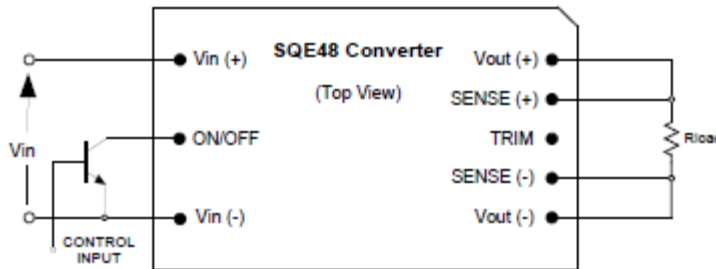 SQE48 Converter
(Top View)
Vin (+)
ON/OFF
Vin (-)
Vout (+)
SENSE (+)
TRIM
SENSE (-)
Vout (-)
Vin
CONTROL
INPUT